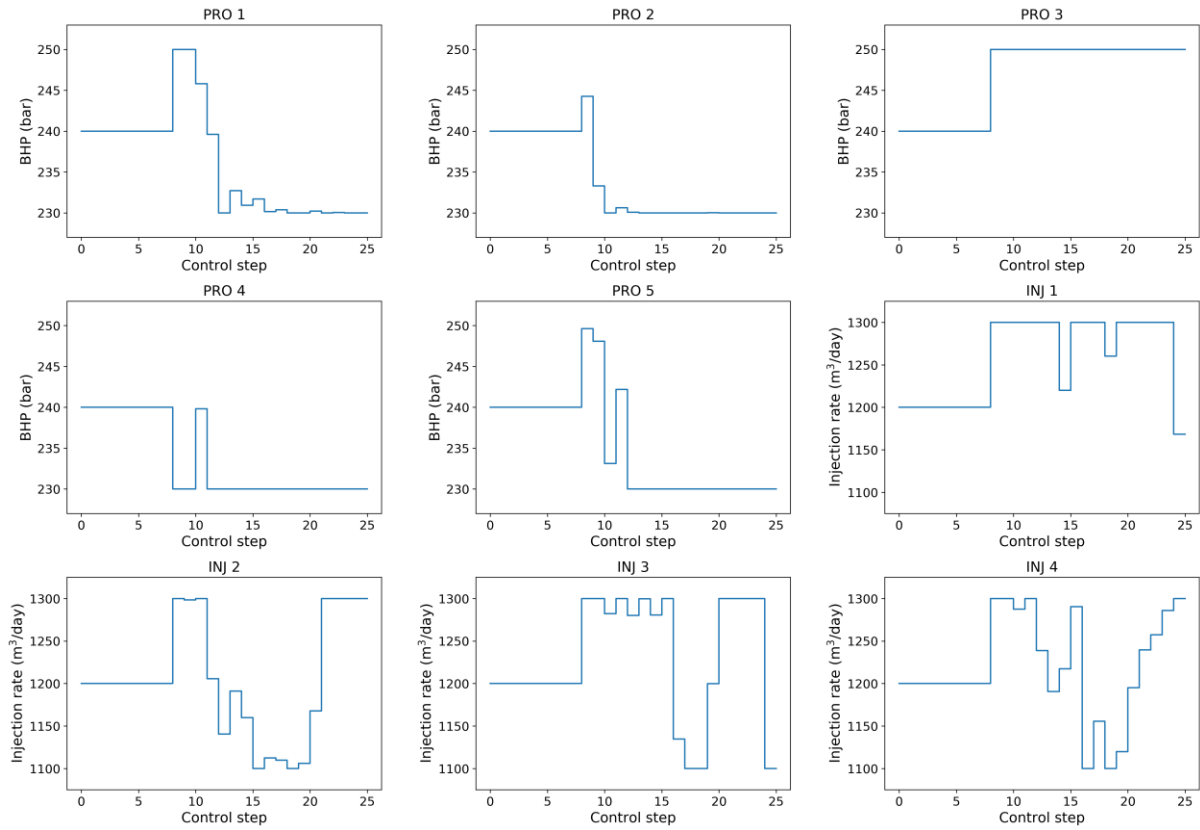 PRO 1
250
245
240
235
230
BHP (bar)
0 5 10 15 20 25
Control step
PRO 2
250
245
240
235
230
BHP (bar)
0 5 10 15 20 25
Control step
PRO 3
250
245
240
235
230
BHP (bar)
0 5 10 15 20 25
Control step
PRO 4
250
245
240
235
230
BHP (bar)
0 5 10 15 20 25
Control step
PRO 5
250
245
240
235
230
BHP (bar)
0 5 10 15 20 25
Control step
INJ 1
1300
1250
1200
1150
1100
Injection rate (m³/day)
0 5 10 15 20 25
Control step
INJ 2
1300
1250
1200
1150
1100
Injection rate (m³/day)
0 5 10 15 20 25
Control step
INJ 3
1300
1250
1200
1150
1100
Injection rate (m³/day)
0 5 10 15 20 25
Control step
INJ 4
1300
1250
1200
1150
1100
Injection rate (m³/day)
0 5 10 15 20 25
Control step